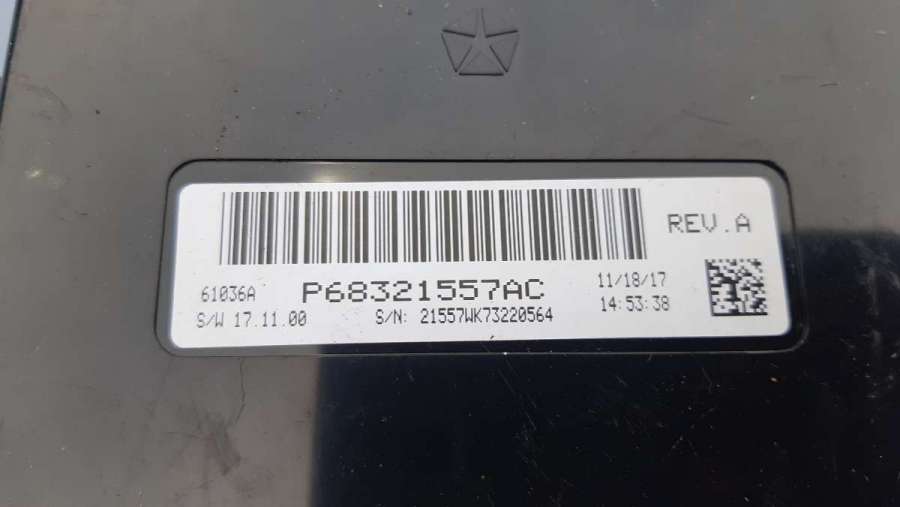 REV.A
61036A P68321557AC 11/18/17
S/W 17.11.00 S/N: 21557WK73220564 14:53:38